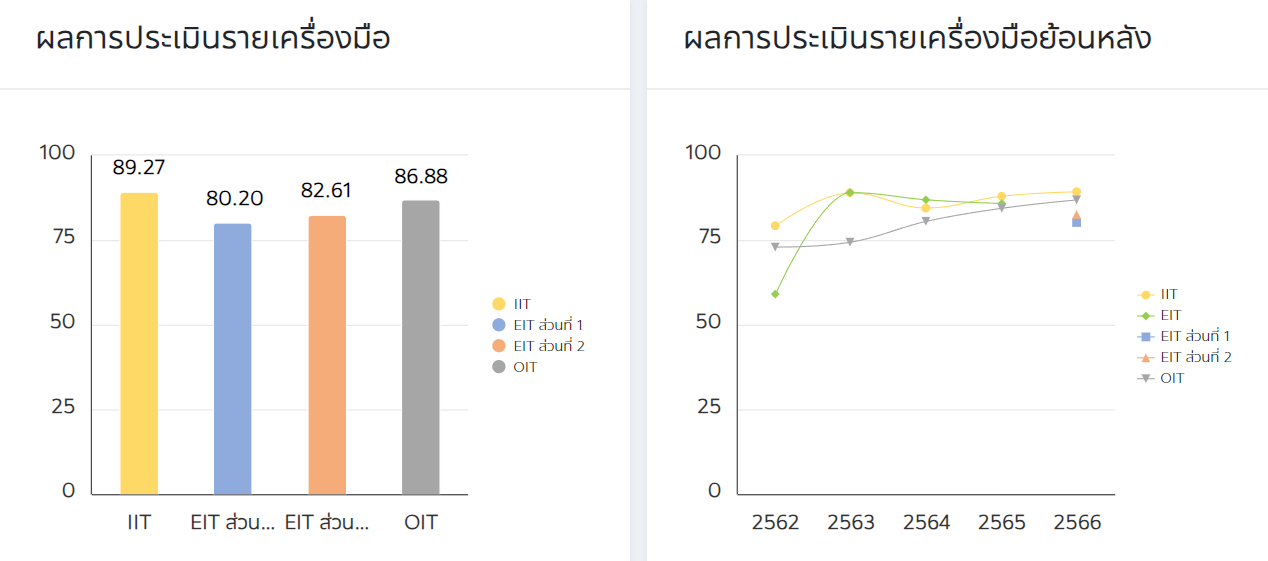 ผลการประเมินรายเครื่องมือ
100
75
50
25
0
89.27
80.20
82.61
86.88
IIT
EIT ส่วน...
EIT ส่วน...
OIT
IIT
EIT ส่วนที่ 1
EIT ส่วนที่ 2
OIT
ผลการประเมินรายเครื่องมือย้อนหลัง
100
75
50
25
0
2562
2563
2564
2565
2566
IIT
EIT
EIT ส่วนที่ 1
EIT ส่วนที่ 2
OIT